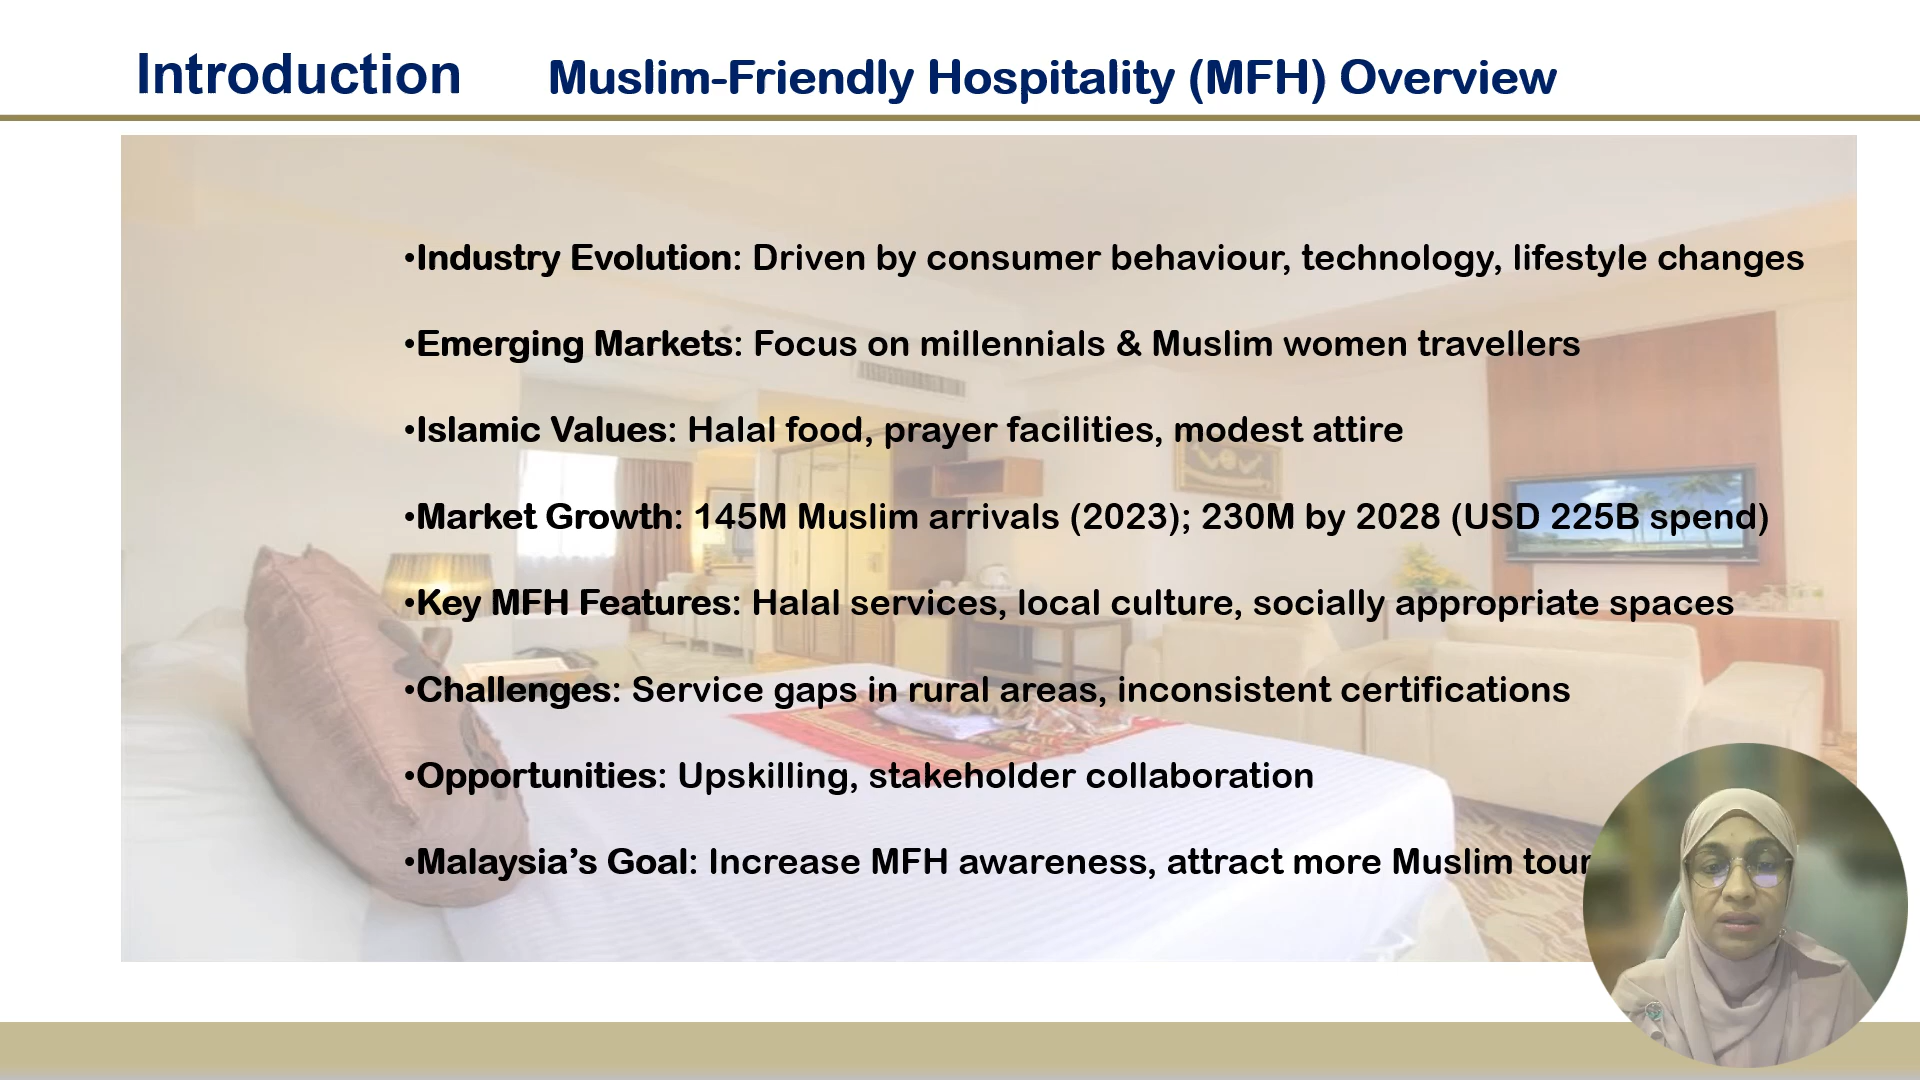 Introduction Muslim-Friendly Hospitality (MFH) Overview
•Industry Evolution: Driven by consumer behaviour, technology, lifestyle changes
•Emerging Markets: Focus on millennials & Muslim women travellers
•Islamic Values: Halal food, prayer facilities, modest attire
•Market Growth: 145M Muslim arrivals (2023); 230M by 2028 (USD 225B spend)
•Key MFH Features: Halal services, local culture, socially appropriate spaces
•Challenges: Service gaps in rural areas, inconsistent certifications
•Opportunities: Upskilling, stakeholder collaboration
•Malaysia’s Goal: Increase MFH awareness, attract more Muslim